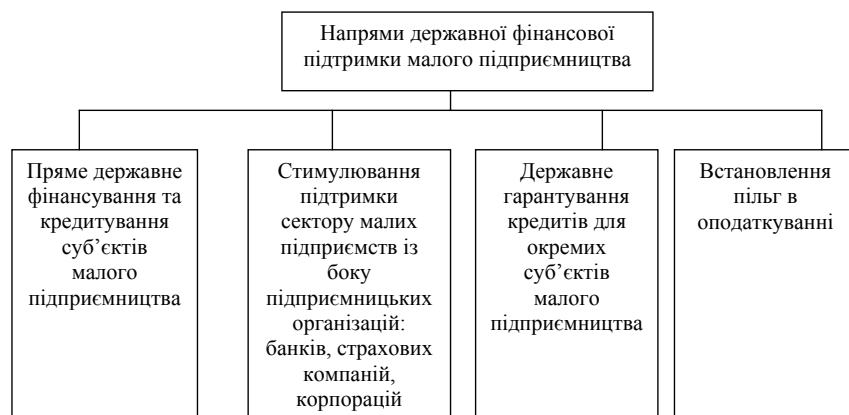 Напрями державної фінансової
підтримки малого підприємництва
Пряме державне
фінансування та
кредитування
суб’єктів
малого
підприємництва
Стимулювання
підтримки
сектору малих
підприємств із
боку
підприємницьких
організацій:
банків, страхових
компаній,
корпорацій
Державне
гарантування
кредитів для
окремих
суб’єктів
малого
підприємництва
Встановлення
пільг в
оподаткуванні